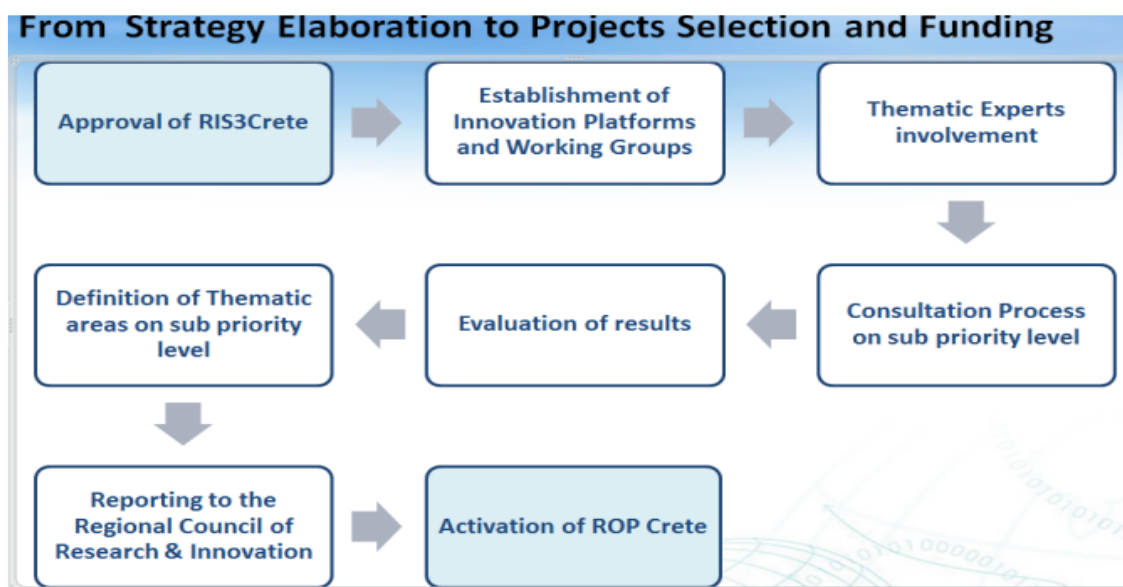 From Strategy Elaboration to Projects Selection and Funding
Approval of RIS3Crete
Establishment of
Innovation Platforms
and Working Groups
Thematic Experts
involvement
Consultation Process
on sub priority level
Evaluation of results
Definition of Thematic
areas on sub priority
level
Reporting to the
Regional Council of
Research & Innovation
Activation of ROP Crete